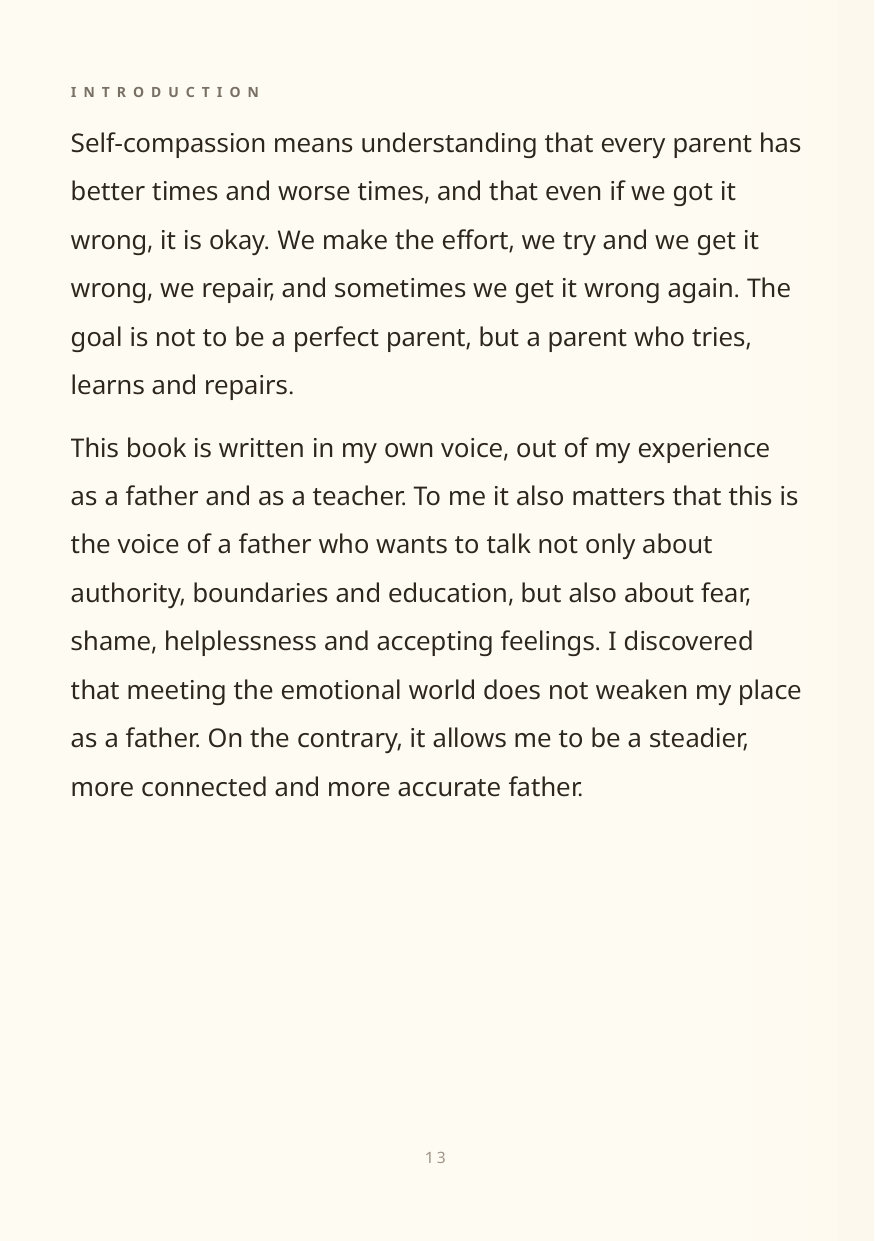 INTRODUCTION
Self-compassion means understanding that every parent has
better times and worse times, and that even if we got it
wrong, it is okay. We make the effort, we try and we get it
wrong, we repair, and sometimes we get it wrong again. The
goal is not to be a perfect parent, but a parent who tries,
learns and repairs.
This book is written in my own voice, out of my experience
as a father and as a teacher. To me it also matters that this is
the voice of a father who wants to talk not only about
authority, boundaries and education, but also about fear,
shame, helplessness and accepting feelings. I discovered
that meeting the emotional world does not weaken my place
as a father. On the contrary, it allows me to be a steadier,
more connected and more accurate father.
13